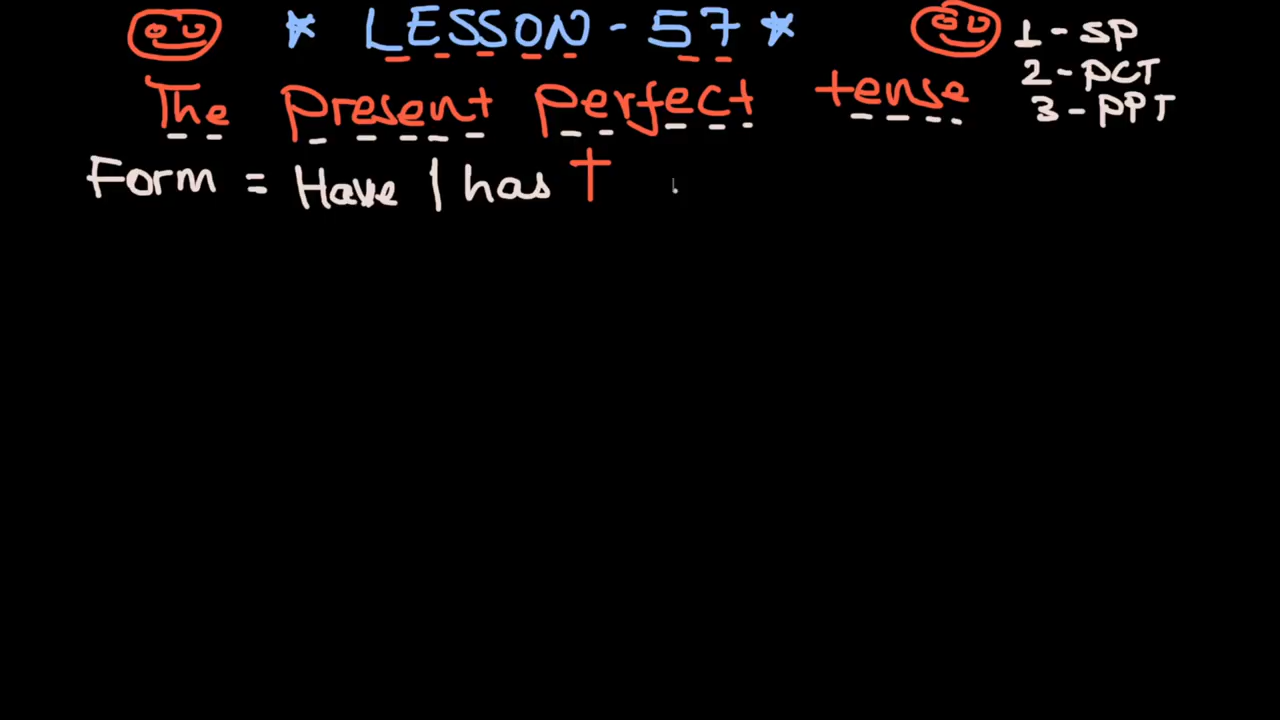 * LESSON - 57 *
The present perfect tense
1 - SP
2 - PCT
3 - PPT
Form = Have / has +